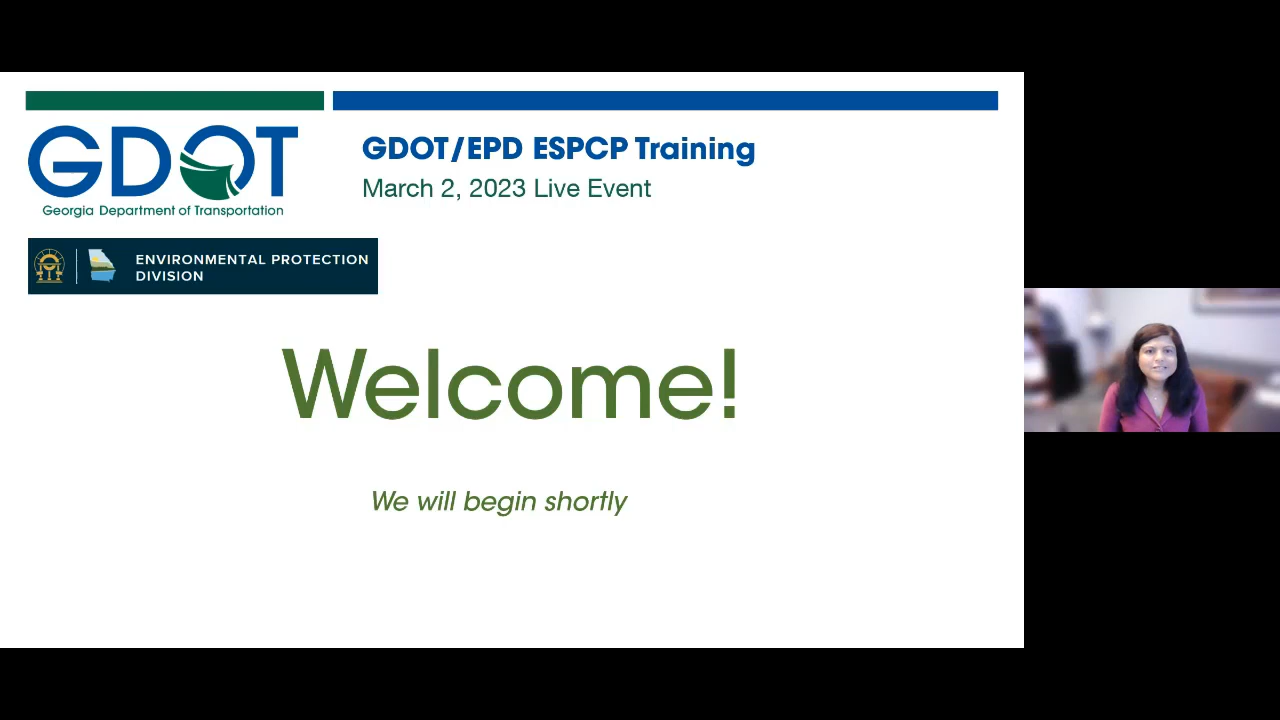 GDOT
Georgia Department of Transportation
GDOT/EPD ESPCP Training
March 2, 2023 Live Event
ENVIRONMENTAL PROTECTION
DIVISION
Welcome!
We will begin shortly